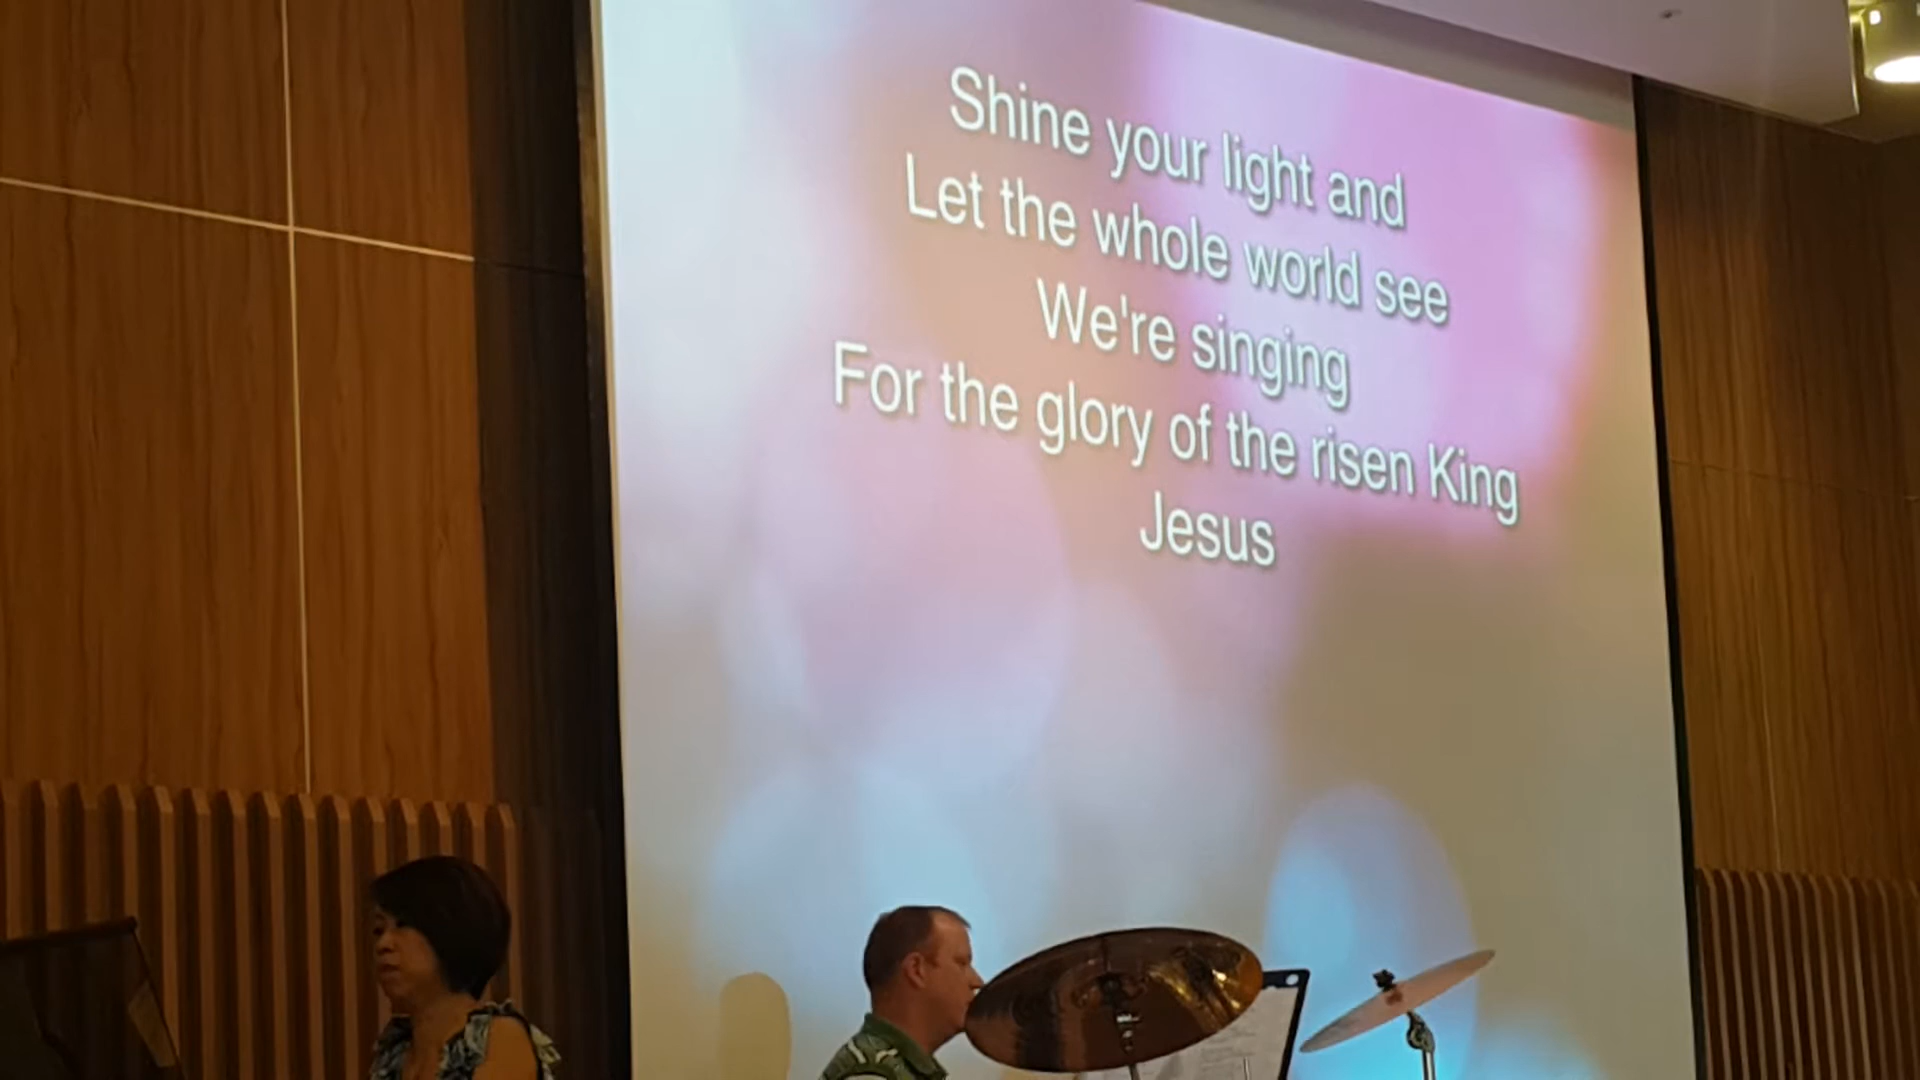 Shine your light and
Let the whole world see
We're singing
For the glory of the risen King
Jesus